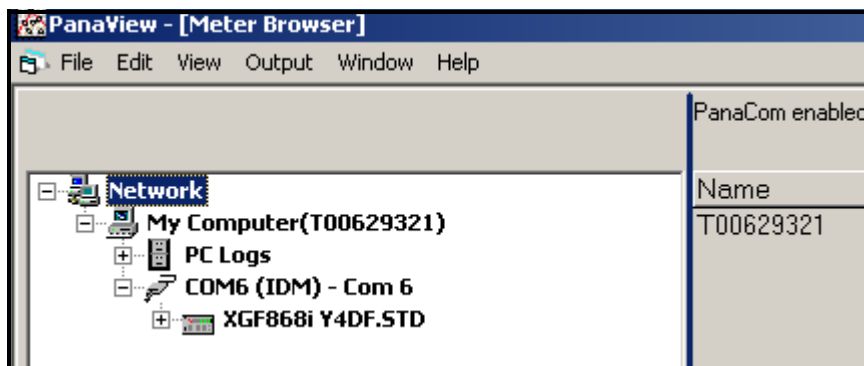 PanaView - [Meter Browser]
File Edit View Output Window Help
PanaCom enabled
Network
Name
My Computer(T00629321)
T00629321
PC Logs
COM6 (IDM) - Com 6
XGF868i Y4DF.STD